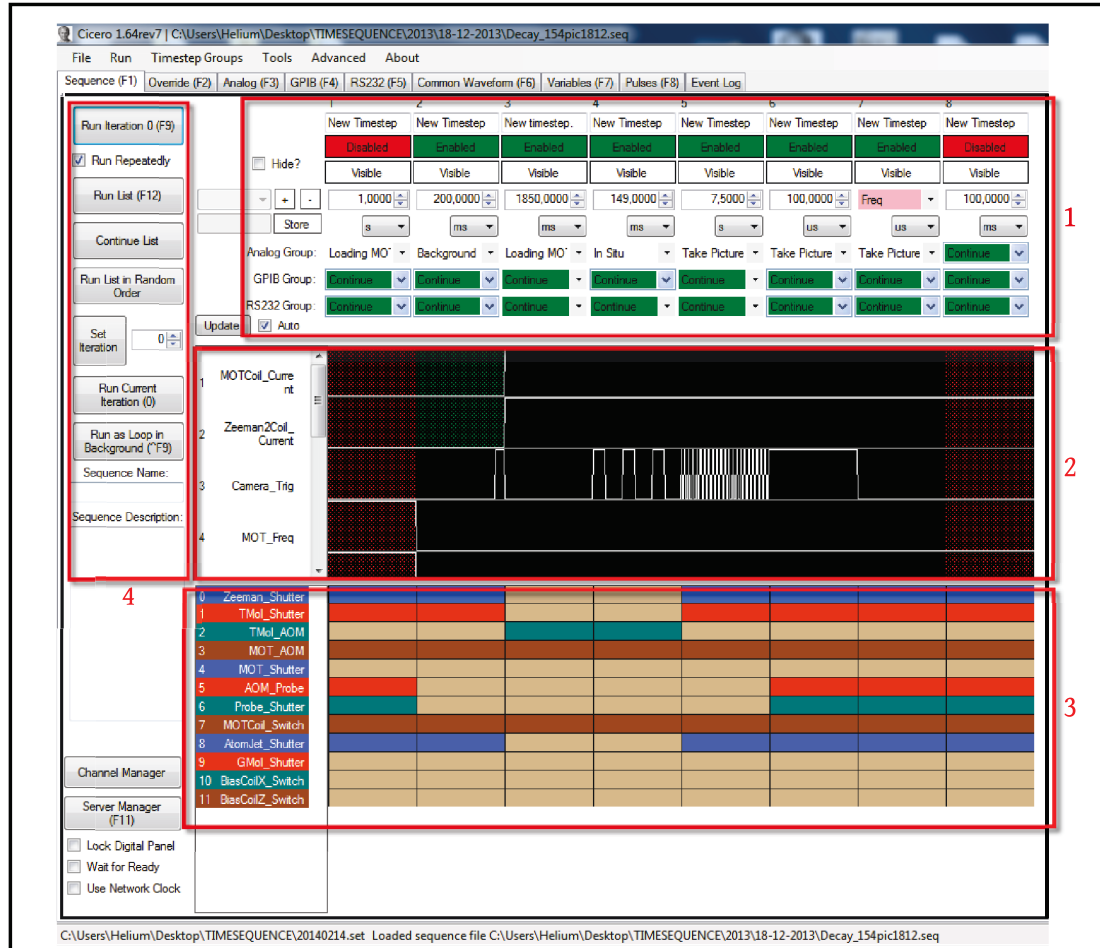 Cicero 1.64rev7 | C:\Users\Helium\Desktop\TIMESEQUENCE\2013\18-12-2013\Decay_154pic1812.seq
File Run Timestep Groups Tools Advanced About
Sequence (F1) Override (F2) Analog (F3) GPIB (F4) RS232 (F5) Common Waveform (F6) Variables (F7) Pulses (F8) Event Log
1 2 3 4 5 6 7 8
Run Iteration 0 (F9) New Timestep New Timestep New timestep. New Timestep New Timestep New Timestep New Timestep New Timestep
Disabled Enabled Enabled Enabled Enabled Enabled Enabled Disabled
Run Repeatedly Hide? Visible Visible Visible Visible Visible Visible Visible Visible
Run List (F12) + - 1,0000 200,0000 1850,0000 149,0000 7,5000 100,0000 Freq 100,0000
1
Store s ms ms ms s us us ms
Continue List
Analog Group: Loading MO Background Loading MO In Situ Take Picture Take Picture Take Picture Continue
Run List in Random Order
GPIB Group: Continue Continue Continue Continue Continue Continue Continue Continue
RS232 Group: Continue Continue Continue Continue Continue Continue Continue Continue
Update Auto
Set Iteration 0
1 MOTCoil_Curre
nt
Run Current
Iteration (0)
2 Zeeman2Coil_
Current
Run as Loop in
Background (^F9)
2
Sequence Name:
3 Camera_Trig
Sequence Description:
4 MOT_Freq
4
0 Zeeman_Shutter
1 TMol_Shutter
2 TMol_AOM
3 MOT_AOM
4 MOT_Shutter
5 AOM_Probe
6 Probe_Shutter
3
7 MOTCoil_Switch
8 AtomJet_Shutter
9 GMol_Shutter
10 BiasCoilX_Switch
11 BiasCoilZ_Switch
Channel Manager
Server Manager
(F11)
Lock Digital Panel
Wait for Ready
Use Network Clock
C:\Users\Helium\Desktop\TIMESEQUENCE\20140214.set Loaded sequence file C:\Users\Helium\Desktop\TIMESEQUENCE\2013\18-12-2013\Decay_154pic1812.seq